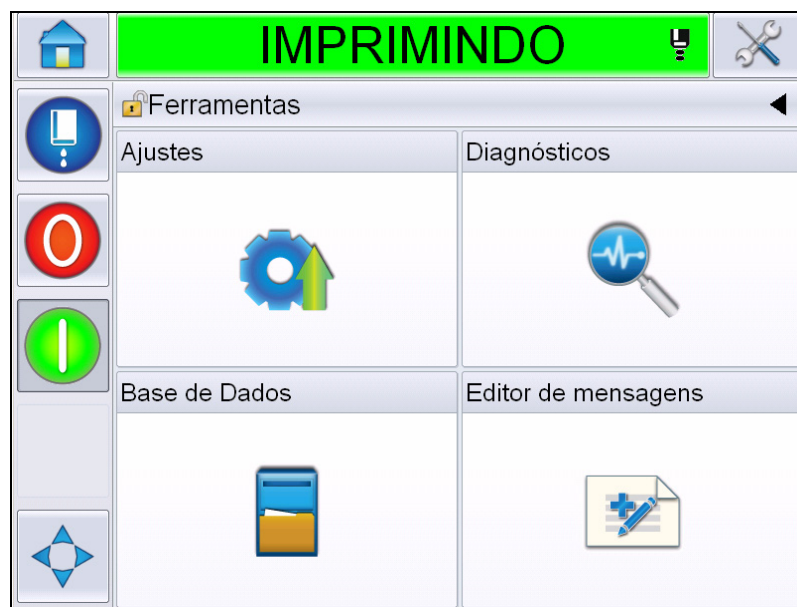 IMPRIMINDO
Ferramentas
Ajustes
Diagnósticos
Base de Dados
Editor de mensagens